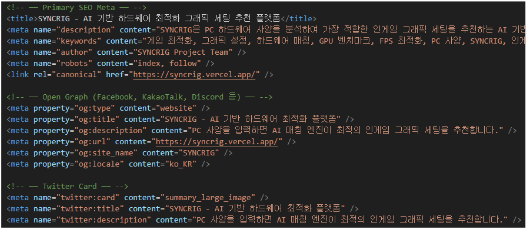 <!-- — Primary SEO Meta — -->
<title>SYNCRIG - AI 기반 하드웨어 최적화 그래픽 세팅 추천 플랫폼</title>
<meta name="description" content="SYNCRIG은 PC 하드웨어 사양을 분석하여 가장 적합한 인게임 그래픽 세팅을 추천하는 AI 기반
<meta name="keywords" content="게임 최적화, 그래픽 설정, 하드웨어 매칭, GPU 벤치마크, FPS 최적화, PC 사양, SYNCRIG, 인게
<meta name="author" content="SYNCRIG Project Team" />
<meta name="robots" content="index, follow" />
<link rel="canonical" href="https://syncrig.vercel.app/" />
<!-- — Open Graph (Facebook, KakaoTalk, Discord 등) — -->
<meta property="og:type" content="website" />
<meta property="og:title" content="SYNCRIG - AI 기반 하드웨어 최적화 플랫폼" />
<meta property="og:description" content="PC 사양을 입력하면 AI 매칭 엔진이 최적의 인게임 그래픽 세팅을 추천합니다." />
<meta property="og:url" content="https://syncrig.vercel.app/" />
<meta property="og:site_name" content="SYNCRIG" />
<meta property="og:locale" content="ko_KR" />
<!-- — Twitter Card — -->
<meta name="twitter:card" content="summary_large_image" />
<meta name="twitter:title" content="SYNCRIG - AI 기반 하드웨어 최적화 플랫폼" />
<meta name="twitter:description" content="PC 사양을 입력하면 AI 매칭 엔진이 최적의 인게임 그래픽 세팅을 추천합니다." />